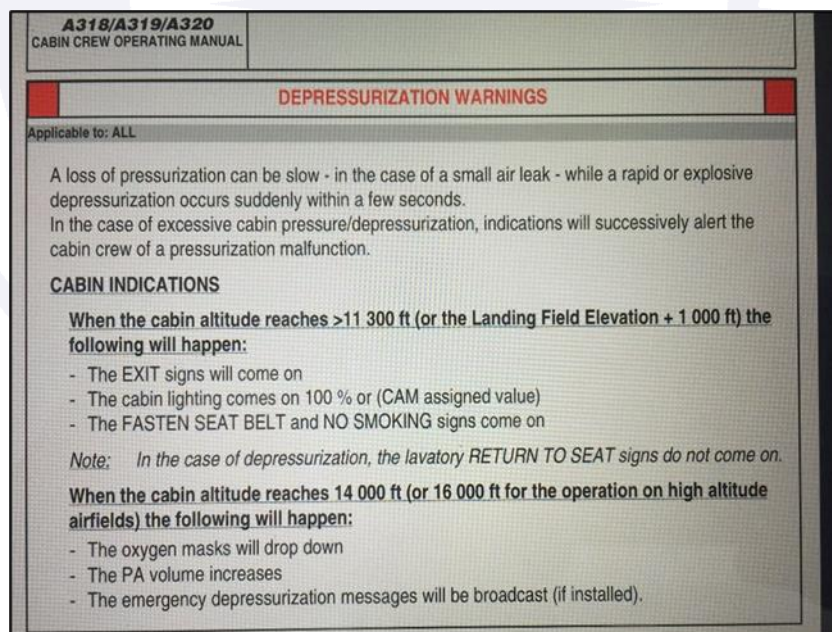 A318/A319/A320
CABIN CREW OPERATING MANUAL
DEPRESSURIZATION WARNINGS
Applicable to: ALL
A loss of pressurization can be slow - in the case of a small air leak - while a rapid or explosive
depressurization occurs suddenly within a few seconds.
In the case of excessive cabin pressure/depressurization, indications will successively alert the
cabin crew of a pressurization malfunction.
CABIN INDICATIONS
When the cabin altitude reaches >11 300 ft (or the Landing Field Elevation + 1 000 ft) the
following will happen:
- The EXIT signs will come on
- The cabin lighting comes on 100 % or (CAM assigned value)
- The FASTEN SEAT BELT and NO SMOKING signs come on
Note: In the case of depressurization, the lavatory RETURN TO SEAT signs do not come on.
When the cabin altitude reaches 14 000 ft (or 16 000 ft for the operation on high altitude
airfields) the following will happen:
- The oxygen masks will drop down
- The PA volume increases
- The emergency depressurization messages will be broadcast (if installed).